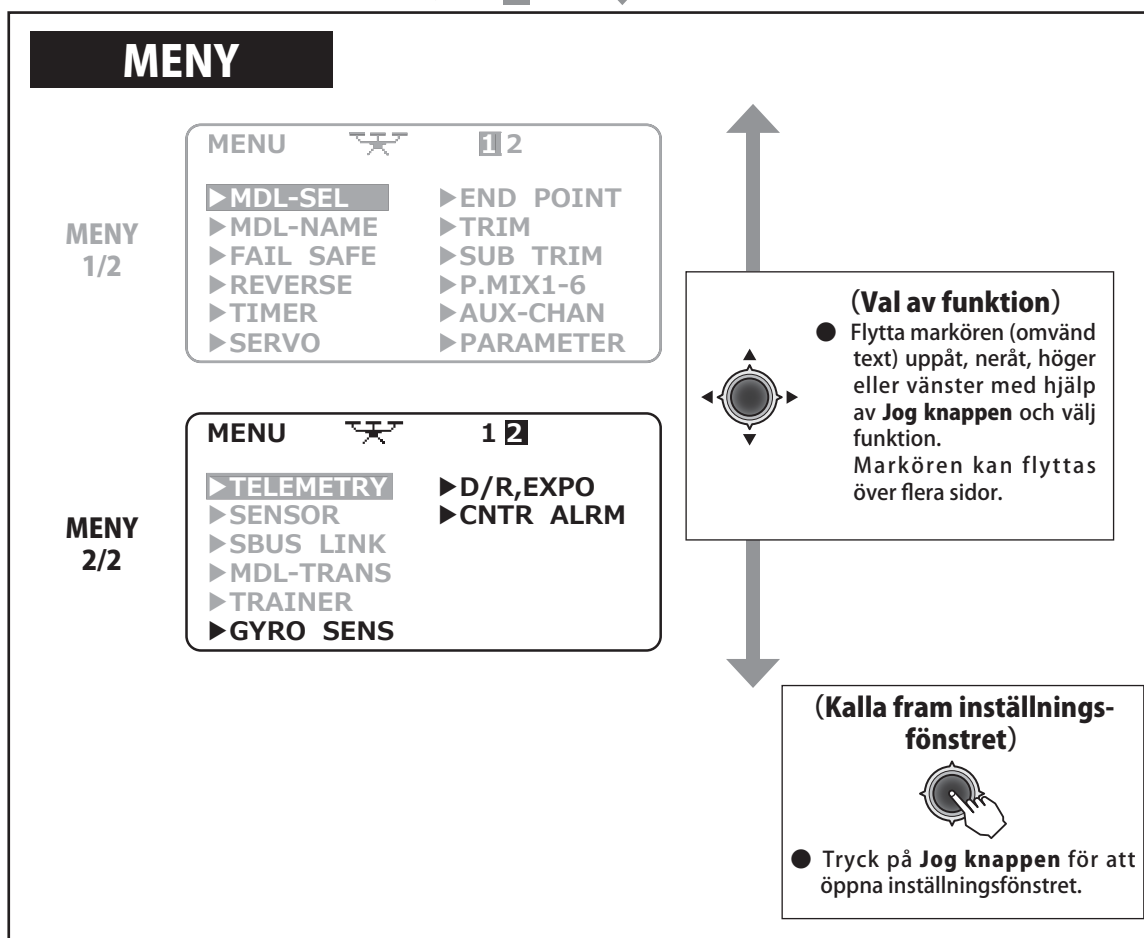 MENY
MENY
1/2
MENU 1 2
▶MDL-SEL ▶END POINT
▶MDL-NAME ▶TRIM
▶FAIL SAFE ▶SUB TRIM
▶REVERSE ▶P.MIX1-6
▶TIMER ▶AUX-CHAN
▶SERVO ▶PARAMETER
(Val av funktion)
● Flytta markören (omvänd
text) uppåt, neråt, höger
eller vänster med hjälp
av Jog knappen och välj
funktion.
Markören kan flyttas
över flera sidor.
MENY
2/2
MENU 1 2
▶TELEMETRY ▶D/R,EXPO
▶SENSOR ▶CNTR ALRM
▶SBUS LINK
▶MDL-TRANS
▶TRAINER
▶GYRO SENS
(Kalla fram inställnings-
fönstret)
● Tryck på Jog knappen för att
öppna inställningsfönstret.